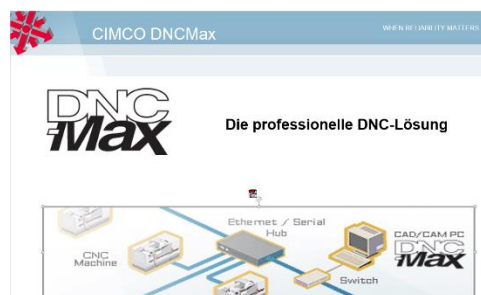 CIMCO DNCMax
WHEN RELIABILITY MATTERS
DNC
Max
Die professionelle DNC-Lösung
Ethernet / Serial
Hub
CAD/CAM PC
DNC
Max
CNC
Machine
Switch